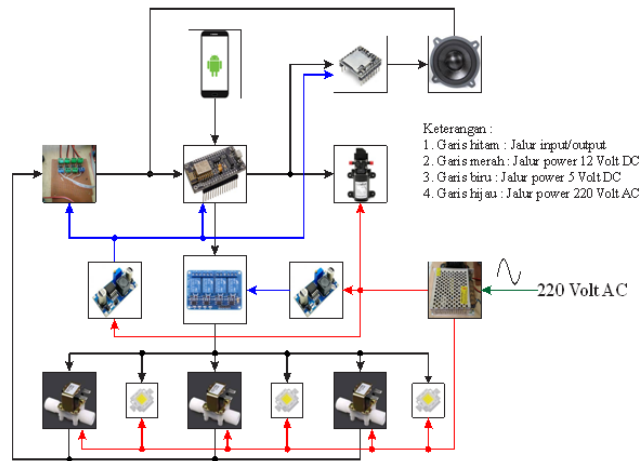 Keterangan :
1. Garis hitam : Jalur input/output
2. Garis merah : Jalur power 12 Volt DC
3. Garis biru : Jalur power 5 Volt DC
4. Garis hijau : Jalur power 220 Volt AC
220 Volt AC